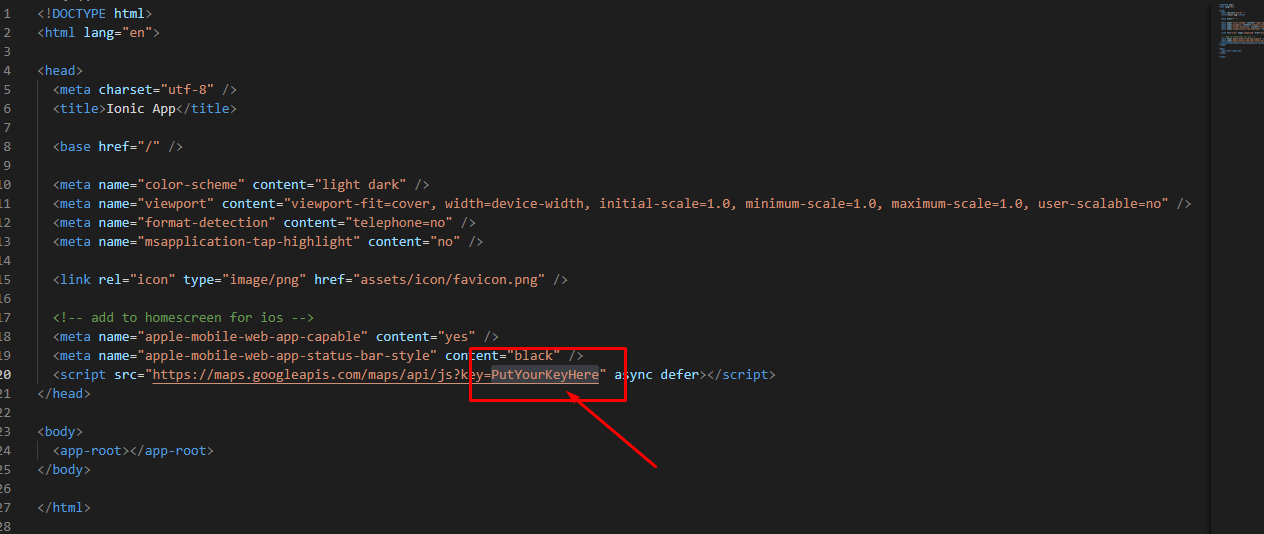 1 <!DOCTYPE html>
2 <html lang="en">
3
4 <head>
5 <meta charset="utf-8" />
6 <title>Ionic App</title>
7
8 <base href="/" />
9
10 <meta name="color-scheme" content="light dark" />
11 <meta name="viewport" content="viewport-fit=cover, width=device-width, initial-scale=1.0, minimum-scale=1.0, maximum-scale=1.0, user-scalable=no" />
12 <meta name="format-detection" content="telephone=no" />
13 <meta name="msapplication-tap-highlight" content="no" />
14
15 <link rel="icon" type="image/png" href="assets/icon/favicon.png" />
16
17 <!-- add to homescreen for ios -->
18 <meta name="apple-mobile-web-app-capable" content="yes" />
19 <meta name="apple-mobile-web-app-status-bar-style" content="black" />
20 <script src="https://maps.googleapis.com/maps/api/js?key=PutYourKeyHere" async defer></script>
21 </head>
22
23 <body>
24 <app-root></app-root>
25 </body>
26
27 </html>
28